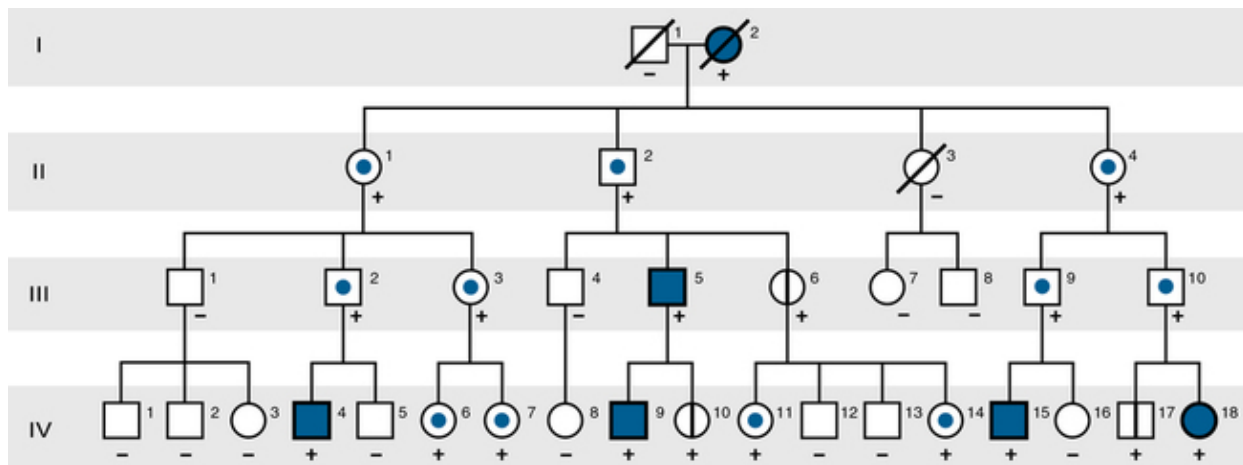 I 1 2
− +
II 1 2 3 4
+ + − +
III 1 2 3 4 5 6 7 8 9 10
− + + − + + − − + +
IV 1 2 3 4 5 6 7 8 9 10 11 12 13 14 15 16 17 18
− − − + − + + − + + + − − + + − + +